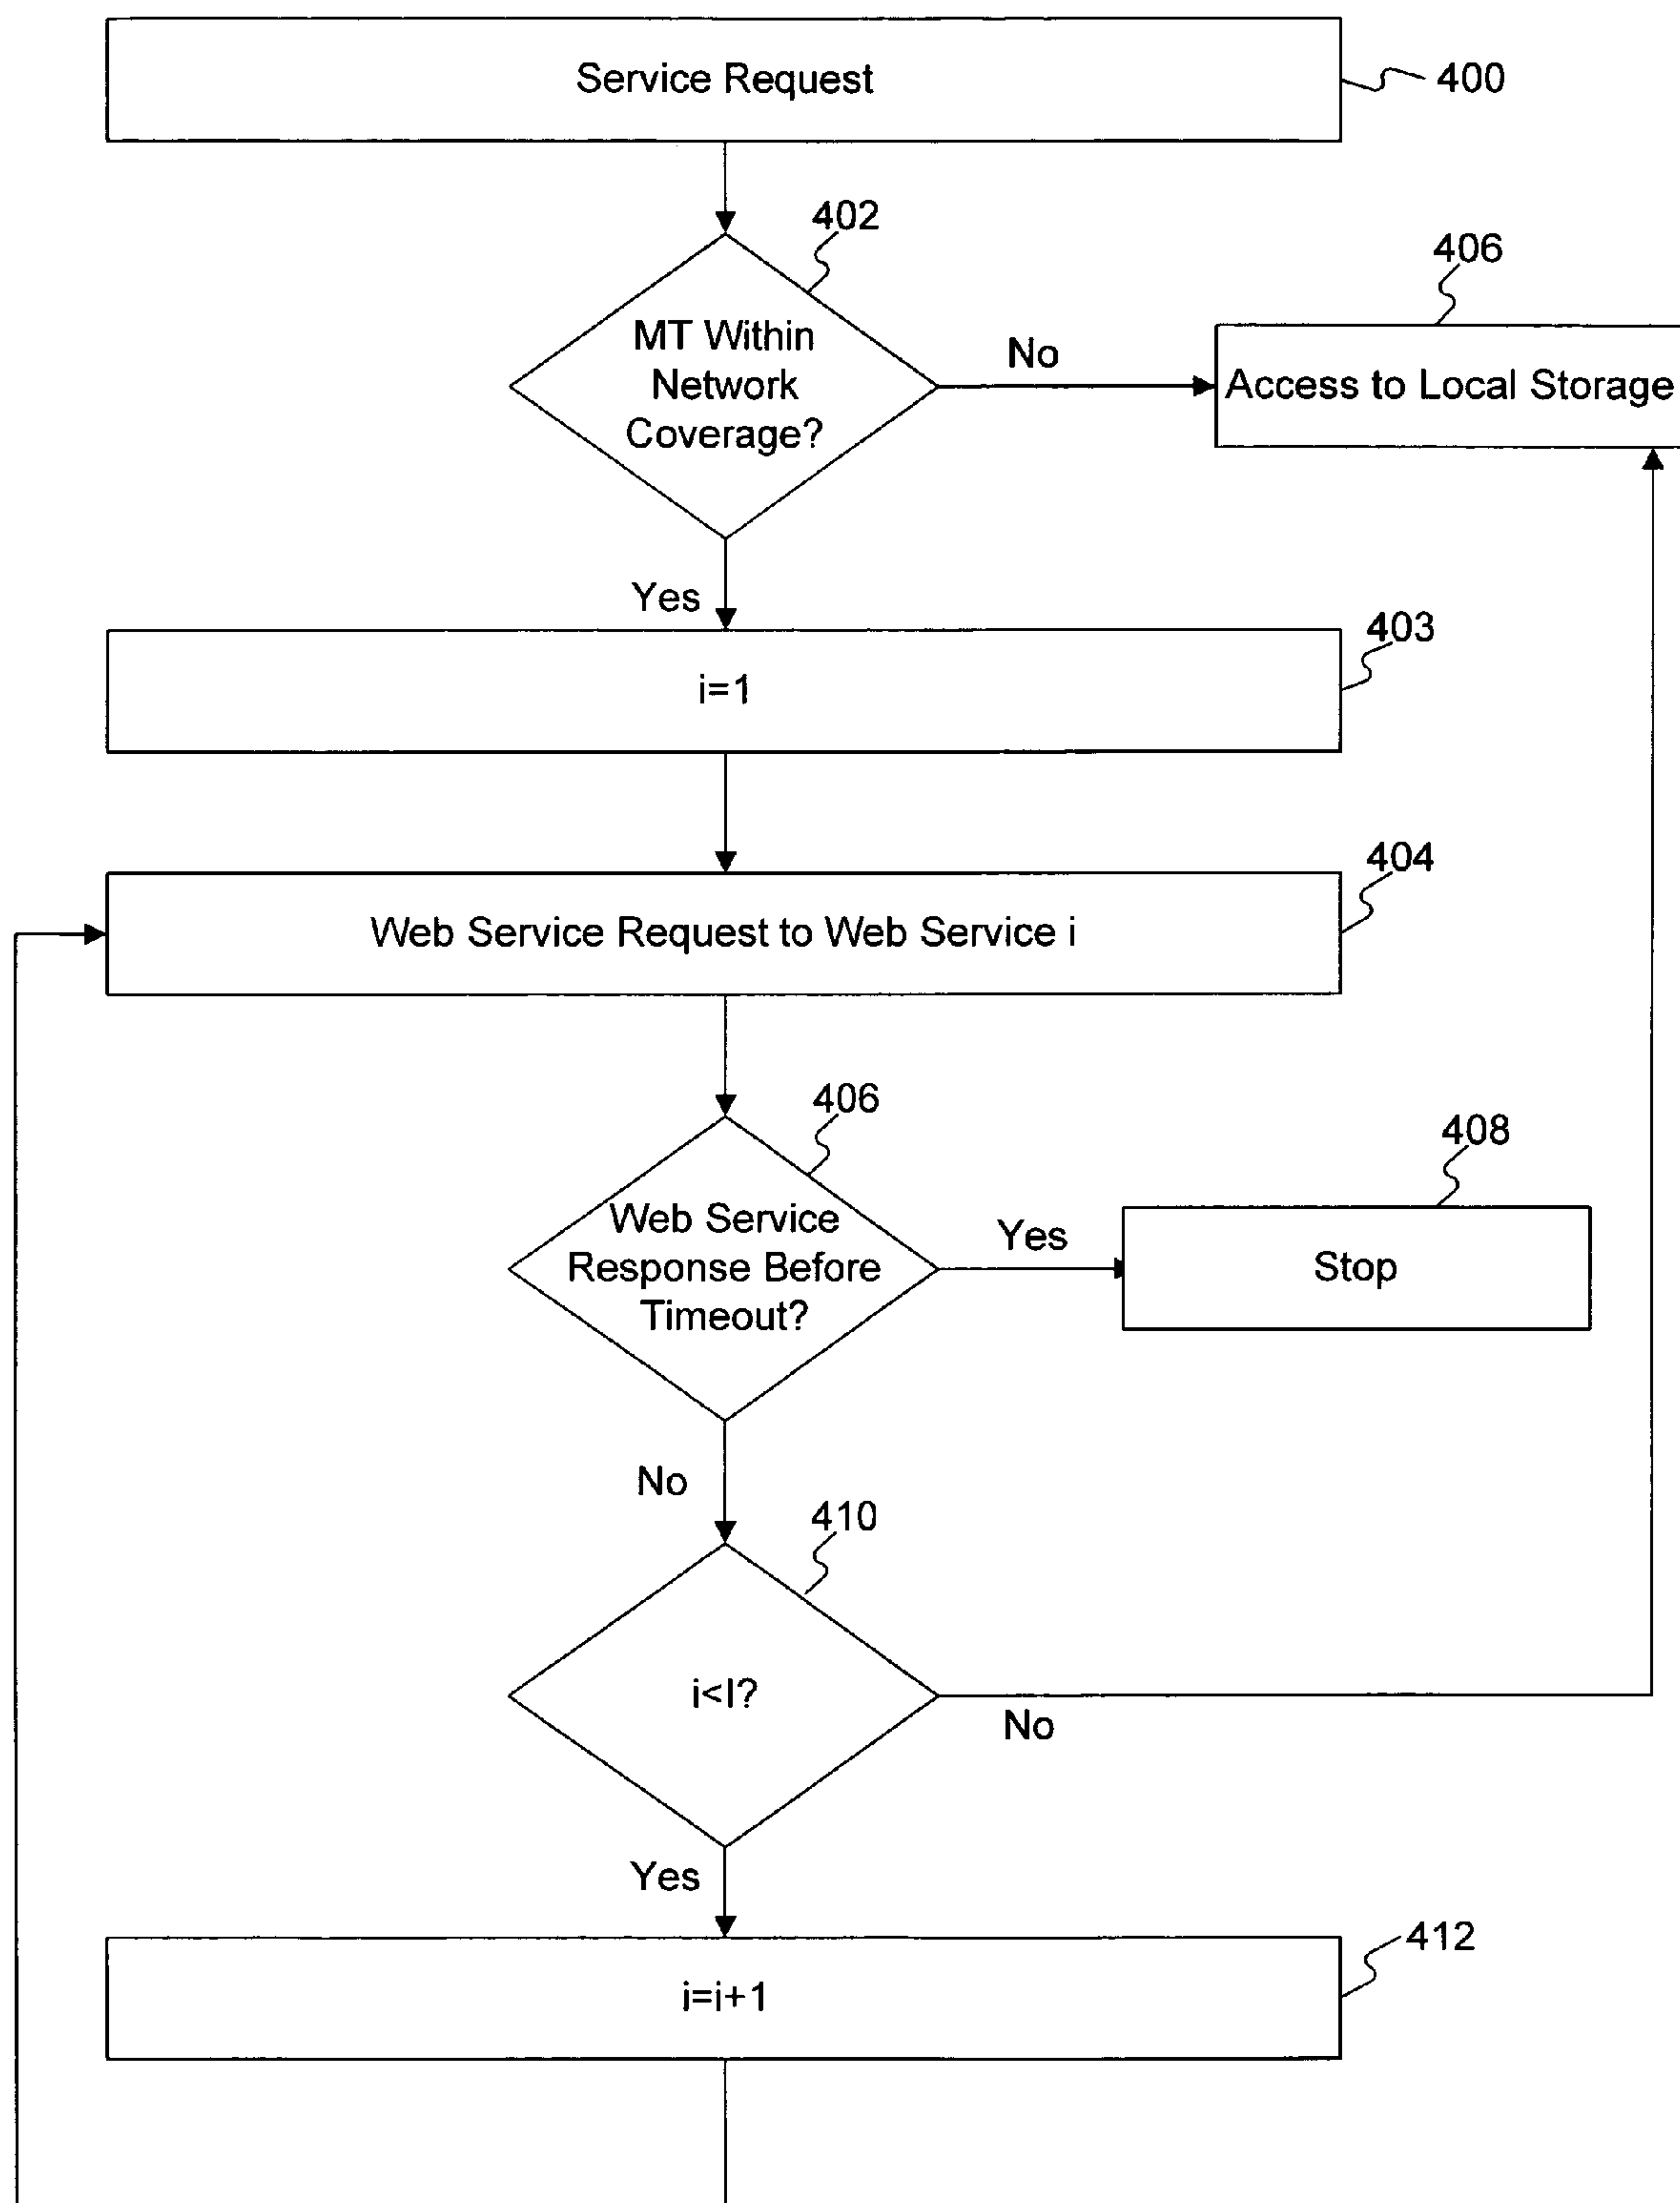 Service Request
400
402
406
MT Within
Network
Coverage?
No
Access to Local Storage
Yes
403
i=1
404
Web Service Request to Web Service i
406
408
Web Service
Response Before
Timeout?
Yes
Stop
No
410
i<I?
No
Yes
412
i=i+1